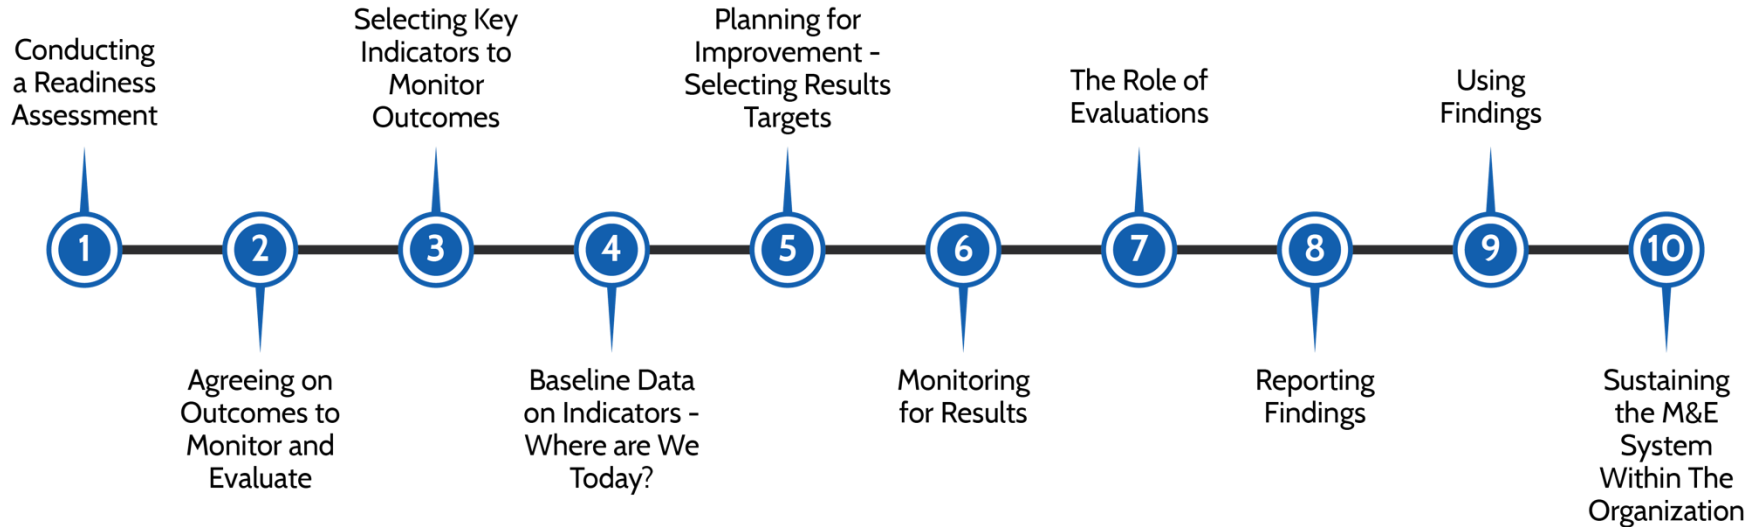 Conducting
a Readiness
Assessment
Selecting Key
Indicators to
Monitor
Outcomes
Planning for
Improvement -
Selecting Results
Targets
The Role of
Evaluations
Using
Findings
1
2
3
4
5
6
7
8
9
10
Agreeing on
Outcomes to
Monitor and
Evaluate
Baseline Data
on Indicators -
Where are We
Today?
Monitoring
for Results
Reporting
Findings
Sustaining
the M&E
System
Within The
Organization